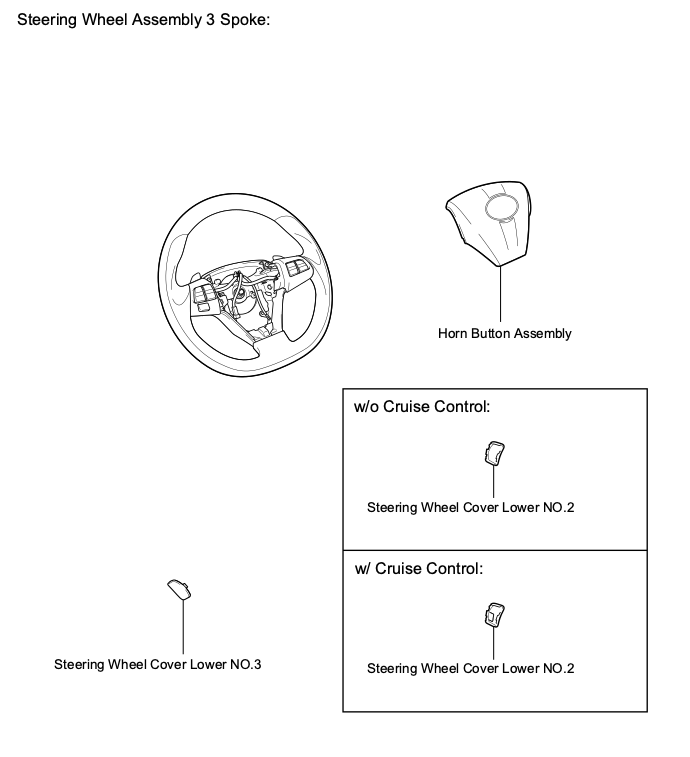 Steering Wheel Assembly 3 Spoke:
Horn Button Assembly
w/o Cruise Control:
Steering Wheel Cover Lower NO.2
w/ Cruise Control:
Steering Wheel Cover Lower NO.3
Steering Wheel Cover Lower NO.2